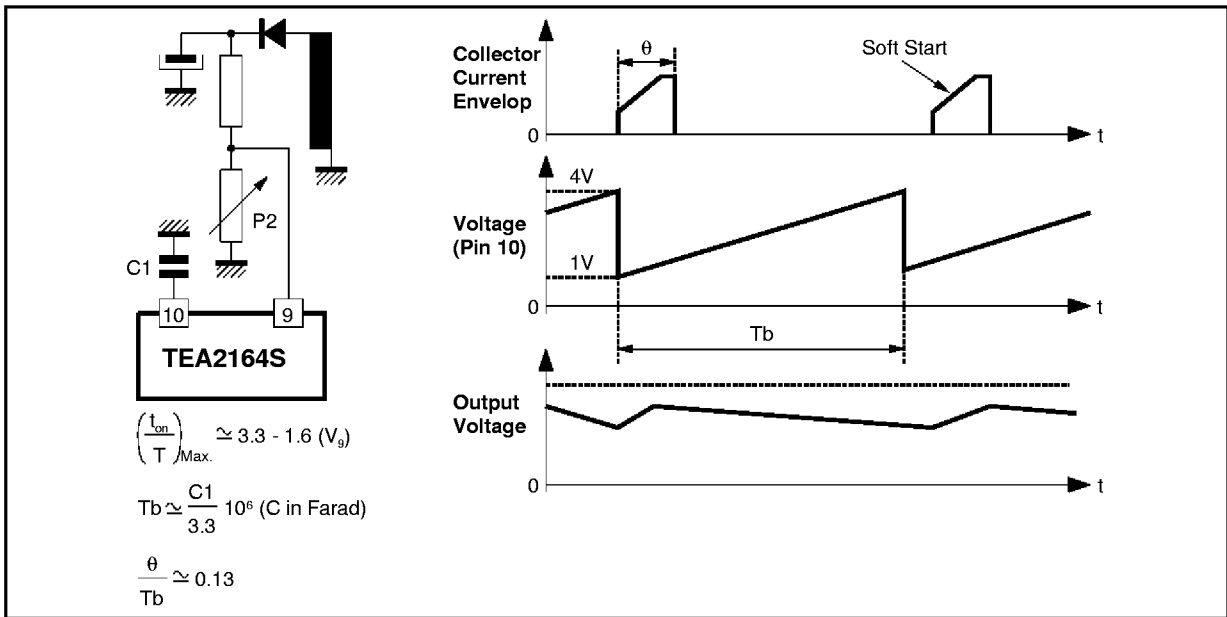 P2
C1
10
9
TEA2164S
(t_on / T)Max. ≃ 3.3 - 1.6 (V₉)
Tb ≃ C1 / 3.3 10⁶ (C in Farad)
θ / Tb ≃ 0.13
Collector
Current
Envelop
θ
Soft Start
0
t
Voltage
(Pin 10)
4V
1V
0
t
Tb
Output
Voltage
0
t